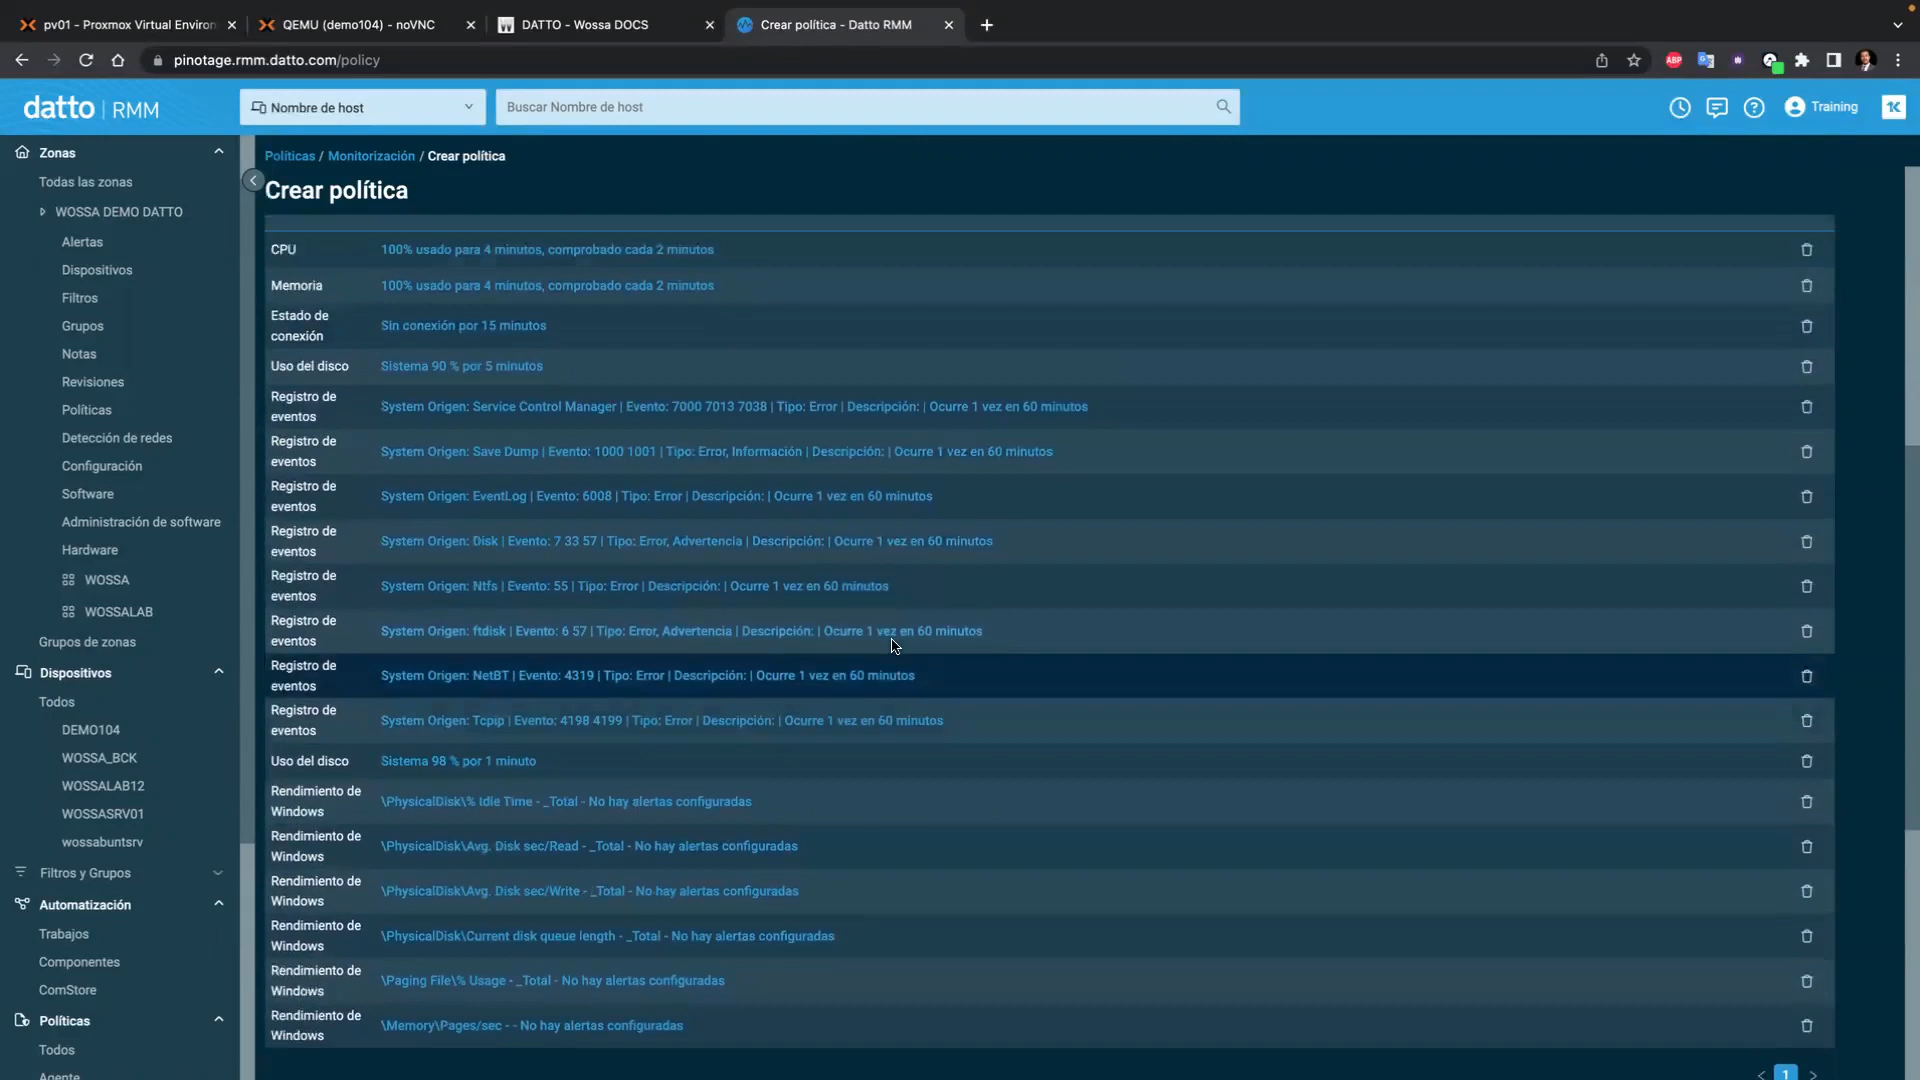 pv01 - Proxmox Virtual Environ
QEMU (demo104) - noVNC
DATTO - Wossa DOCS
Crear política - Datto RMM
pinotage.rmm.datto.com/policy
ABP
datto | RMM
Nombre de host
Buscar Nombre de host
Training
Zonas
Todas las zonas
WOSSA DEMO DATTO
Alertas
Dispositivos
Filtros
Grupos
Notas
Revisiones
Políticas
Detección de redes
Configuración
Software
Administración de software
Hardware
WOSSA
WOSSALAB
Grupos de zonas
Dispositivos
Todos
DEMO104
WOSSA_BCK
WOSSALAB12
WOSSASRV01
wossabuntsrv
Filtros y Grupos
Automatización
Trabajos
Componentes
ComStore
Políticas
Todos
Agente
Políticas / Monitorización / Crear política
Crear política
CPU
100% usado para 4 minutos, comprobado cada 2 minutos
Memoria
100% usado para 4 minutos, comprobado cada 2 minutos
Estado de
conexión
Sin conexión por 15 minutos
Uso del disco
Sistema 90 % por 5 minutos
Registro de
eventos
System Origen: Service Control Manager | Evento: 7000 7013 7038 | Tipo: Error | Descripción: | Ocurre 1 vez en 60 minutos
Registro de
eventos
System Origen: Save Dump | Evento: 1000 1001 | Tipo: Error, Información | Descripción: | Ocurre 1 vez en 60 minutos
Registro de
eventos
System Origen: EventLog | Evento: 6008 | Tipo: Error | Descripción: | Ocurre 1 vez en 60 minutos
Registro de
eventos
System Origen: Disk | Evento: 7 33 57 | Tipo: Error, Advertencia | Descripción: | Ocurre 1 vez en 60 minutos
Registro de
eventos
System Origen: Ntfs | Evento: 55 | Tipo: Error | Descripción: | Ocurre 1 vez en 60 minutos
Registro de
eventos
System Origen: ftdisk | Evento: 6 57 | Tipo: Error, Advertencia | Descripción: | Ocurre 1 vez en 60 minutos
Registro de
eventos
System Origen: NetBT | Evento: 4319 | Tipo: Error | Descripción: | Ocurre 1 vez en 60 minutos
Registro de
eventos
System Origen: Tcpip | Evento: 4198 4199 | Tipo: Error | Descripción: | Ocurre 1 vez en 60 minutos
Uso del disco
Sistema 98 % por 1 minuto
Rendimiento de
Windows
\PhysicalDisk\% Idle Time - _Total - No hay alertas configuradas
Rendimiento de
Windows
\PhysicalDisk\Avg. Disk sec/Read - _Total - No hay alertas configuradas
Rendimiento de
Windows
\PhysicalDisk\Avg. Disk sec/Write - _Total - No hay alertas configuradas
Rendimiento de
Windows
\PhysicalDisk\Current disk queue length - _Total - No hay alertas configuradas
Rendimiento de
Windows
\Paging File\% Usage - _Total - No hay alertas configuradas
Rendimiento de
Windows
\Memory\Pages/sec - - No hay alertas configuradas
1